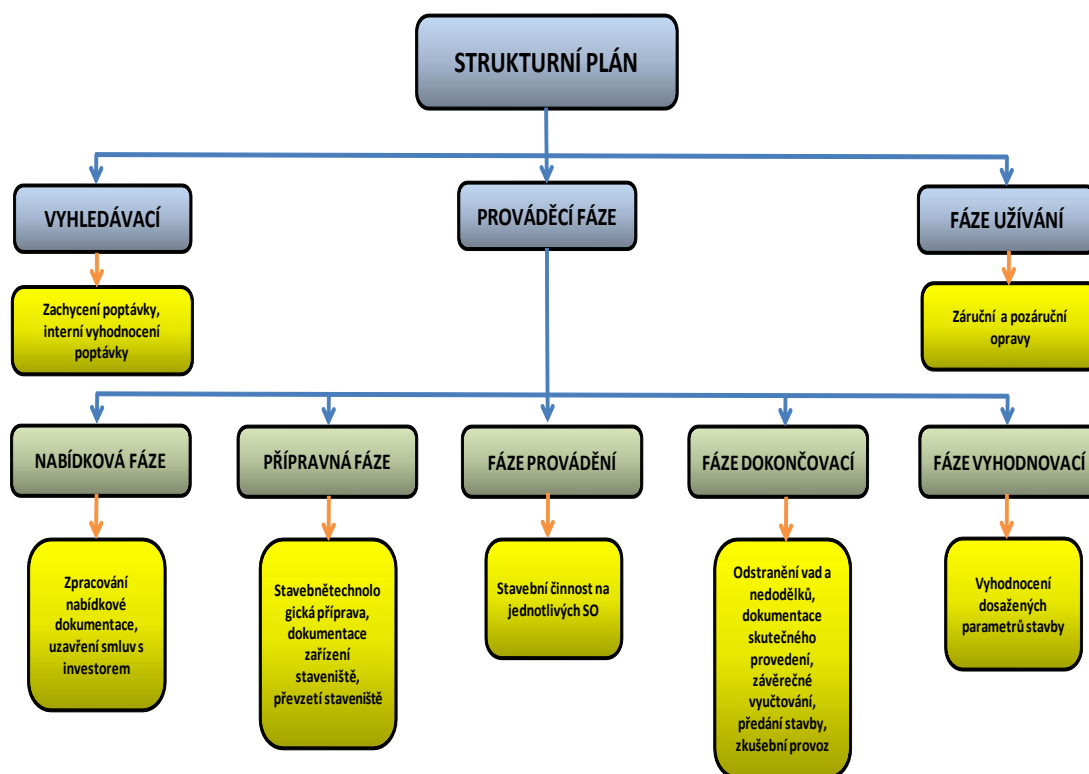 STRUKTURNÍ PLÁN
VYHLEDÁVACÍ
PROVÁDĚCÍ FÁZE
FÁZE UŽÍVÁNÍ
Zachycení poptávky,
interní vyhodnocení
poptávky
Záruční a pozáruční
opravy
NABÍDKOVÁ FÁZE
PŘÍPRAVNÁ FÁZE
FÁZE PROVÁDĚNÍ
FÁZE DOKONČOVACÍ
FÁZE VYHODNOVACÍ
Zpracování
nabídkové
dokumentace,
uzavření smluv s
investorem
Stavebnětechnolo
gická příprava,
dokumentace
zařízení
staveniště,
převzetí staveniště
Stavební činnost na
jednotlivých SO
Odstranění vad a
nedodělků,
dokumentace
skutečného
provedení,
závěrečné
vyučtování,
předání stavby,
zkušební provoz
Vyhodnocení
dosažených
parametrů stavby